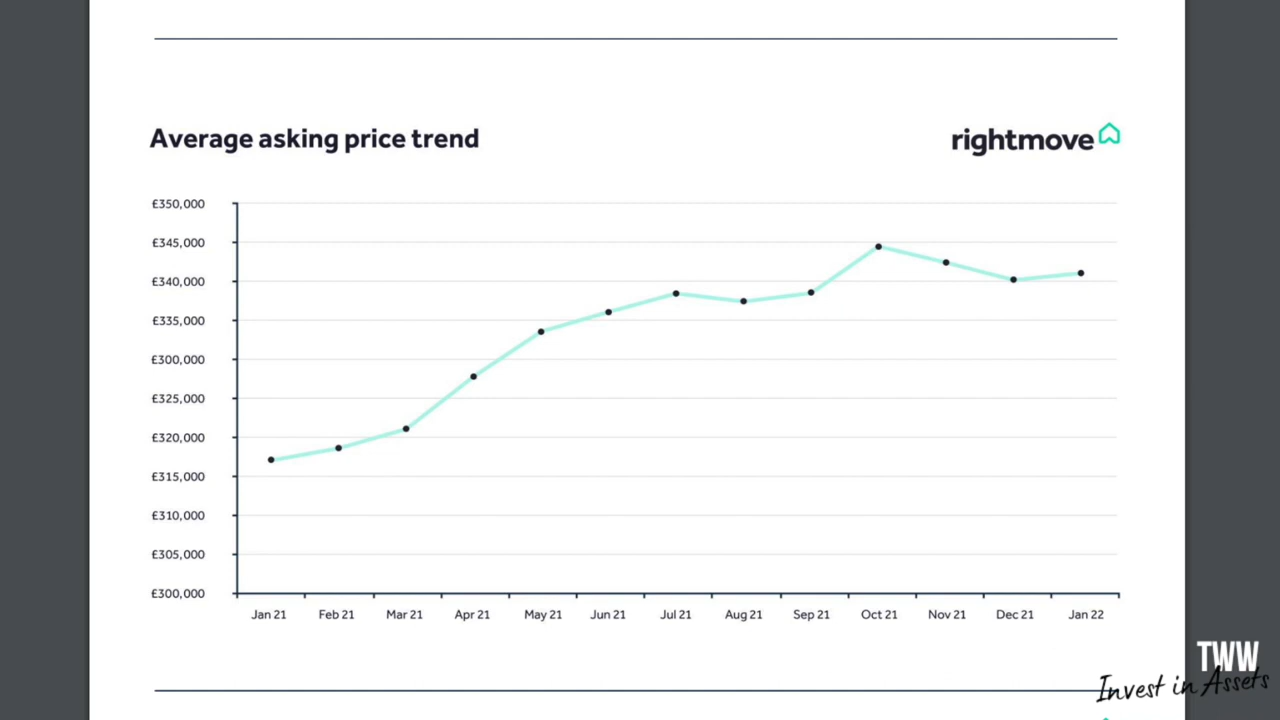 Average asking price trend
rightmove
£350,000
£345,000
£340,000
£335,000
£300,000
£325,000
£320,000
£315,000
£310,000
£305,000
£300,000
Jan 21 Feb 21 Mar 21 Apr 21 May 21 Jun 21 Jul 21 Aug 21 Sep 21 Oct 21 Nov 21 Dec 21 Jan 22
TWW
Invest in Assets